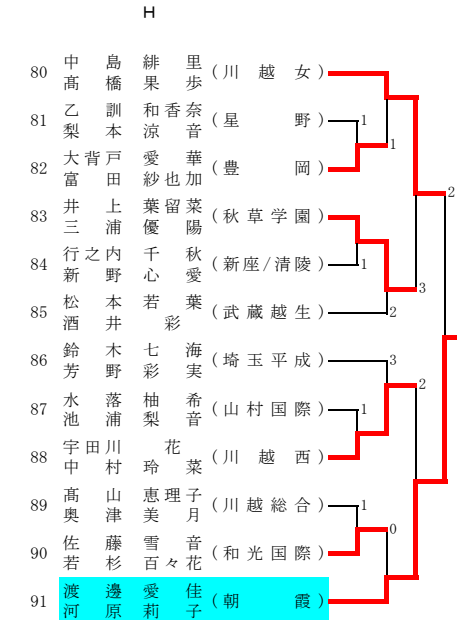 H
80 中島緋里 (川越女)
髙橋果歩
81 乙訓和香奈 (星野) 1
梨本涼音
1
82 大背戸愛華 (豊岡)
富田紗也加
2
83 井上葉留菜 (秋草学園)
三浦優陽
84 行之内千秋 (新座/清陵) 1
新野心愛
3
85 松本若葉 (武蔵越生) 2
酒井彩
86 鈴木七海 (埼玉平成) 3
芳野彩実
2
87 水落柚希 (山村国際) 1
池浦梨音
88 宇田川花 (川越西)
中村玲菜
89 髙山恵理子 (川越総合) 1
奥津美月
0
90 佐藤雪音 (和光国際)
若杉百々花
91 渡邊愛佳 (朝霞)
河原莉子